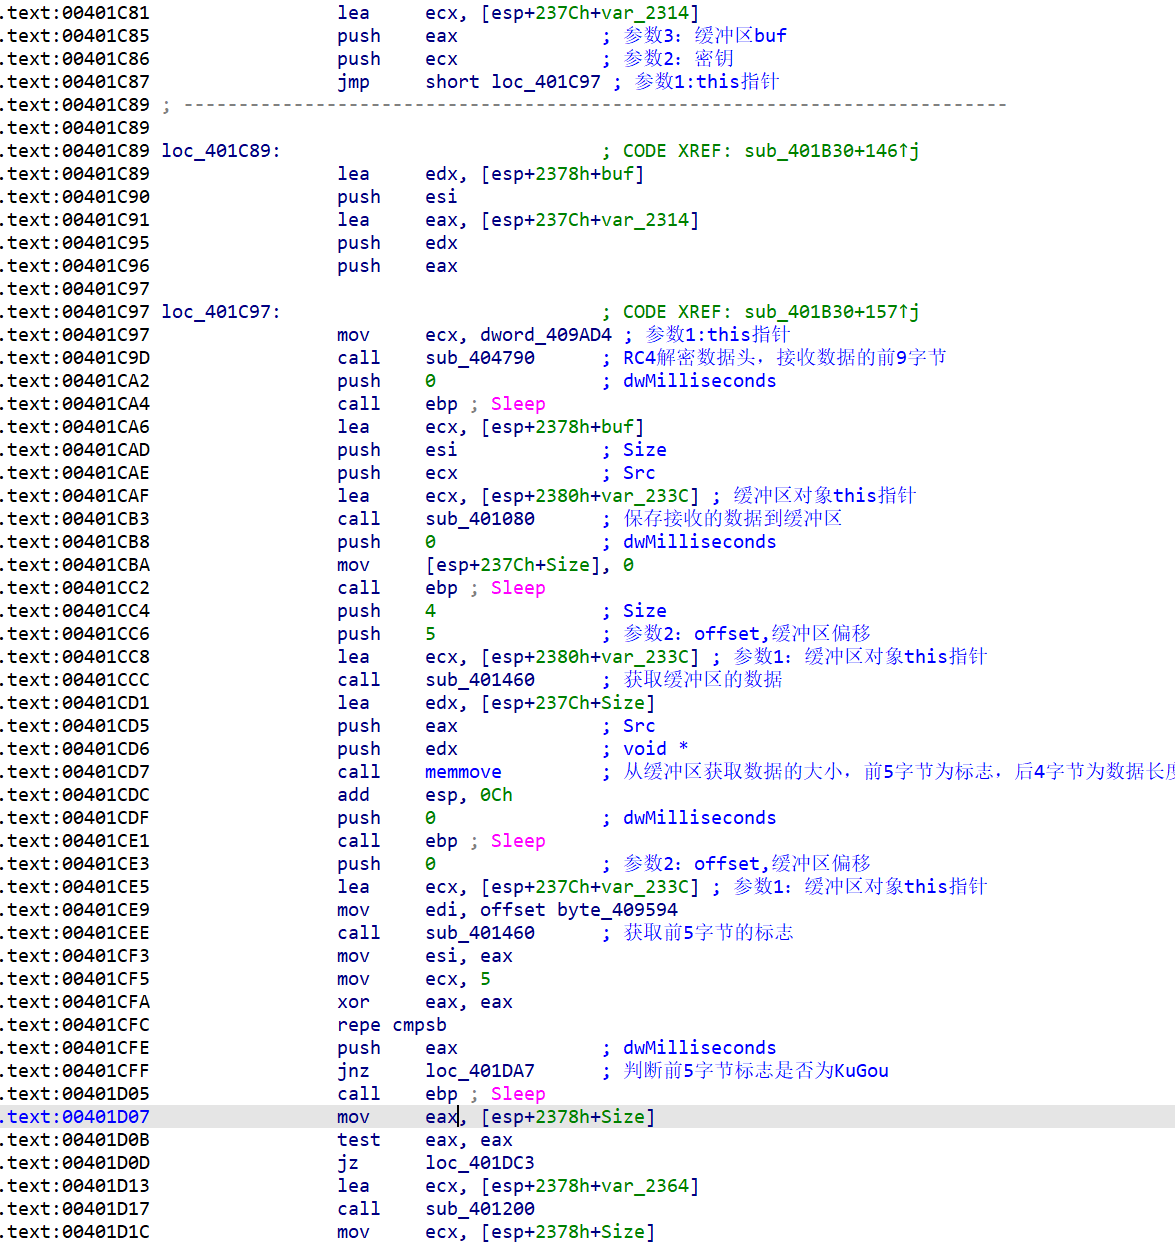 .text:00401C81 lea ecx, [esp+237Ch+var_2314]
.text:00401C85 push eax ; 参数3: 缓冲区buf
.text:00401C86 push ecx ; 参数2: 密钥
.text:00401C87 jmp short loc_401C97 ; 参数1:this指针
.text:00401C89 ; ---------------------------------------------------------------------------
.text:00401C89
.text:00401C89 loc_401C89: ; CODE XREF: sub_401B30+146↑j
.text:00401C89 lea edx, [esp+2378h+buf]
.text:00401C90 push esi
.text:00401C91 lea eax, [esp+237Ch+var_2314]
.text:00401C95 push edx
.text:00401C96 push eax
.text:00401C97
.text:00401C97 loc_401C97: ; CODE XREF: sub_401B30+157↑j
.text:00401C97 mov ecx, dword_409AD4 ; 参数1:this指针
.text:00401C9D call sub_404790 ; RC4解密数据头，接收数据的前9字节
.text:00401CA2 push 0 ; dwMilliseconds
.text:00401CA4 call ebp ; Sleep
.text:00401CA6 lea ecx, [esp+2378h+buf]
.text:00401CAD push esi ; Size
.text:00401CAE push ecx ; Src
.text:00401CAF lea ecx, [esp+2380h+var_233C] ; 缓冲区对象this指针
.text:00401CB3 call sub_401080 ; 保存接收的数据到缓冲区
.text:00401CB8 push 0 ; dwMilliseconds
.text:00401CBA mov [esp+237Ch+Size], 0
.text:00401CC2 call ebp ; Sleep
.text:00401CC4 push 4 ; Size
.text:00401CC6 push 5 ; 参数2: offset,缓冲区偏移
.text:00401CC8 lea ecx, [esp+2380h+var_233C] ; 参数1: 缓冲区对象this指针
.text:00401CCC call sub_401460 ; 获取缓冲区的数据
.text:00401CD1 lea edx, [esp+237Ch+Size]
.text:00401CD5 push eax ; Src
.text:00401CD6 push edx ; void *
.text:00401CD7 call memmove ; 从缓冲区获取数据的大小，前5字节为标志，后4字节为数据长度
.text:00401CDC add esp, 0Ch
.text:00401CDF push 0 ; dwMilliseconds
.text:00401CE1 call ebp ; Sleep
.text:00401CE3 push 0 ; 参数2: offset,缓冲区偏移
.text:00401CE5 lea ecx, [esp+237Ch+var_233C] ; 参数1: 缓冲区对象this指针
.text:00401CE9 mov edi, offset byte_409594
.text:00401CEE call sub_401460 ; 获取前5字节的标志
.text:00401CF3 mov esi, eax
.text:00401CF5 mov ecx, 5
.text:00401CFA xor eax, eax
.text:00401CFC repe cmpsb
.text:00401CFE push eax ; dwMilliseconds
.text:00401CFF jnz loc_401DA7 ; 判断前5字节标志是否为KuGou
.text:00401D05 call ebp ; Sleep
.text:00401D07 mov eax, [esp+2378h+Size]
.text:00401D0B test eax, eax
.text:00401D0D jz loc_401DC3
.text:00401D13 lea ecx, [esp+2378h+var_2364]
.text:00401D17 call sub_401200
.text:00401D1C mov ecx, [esp+2378h+Size]